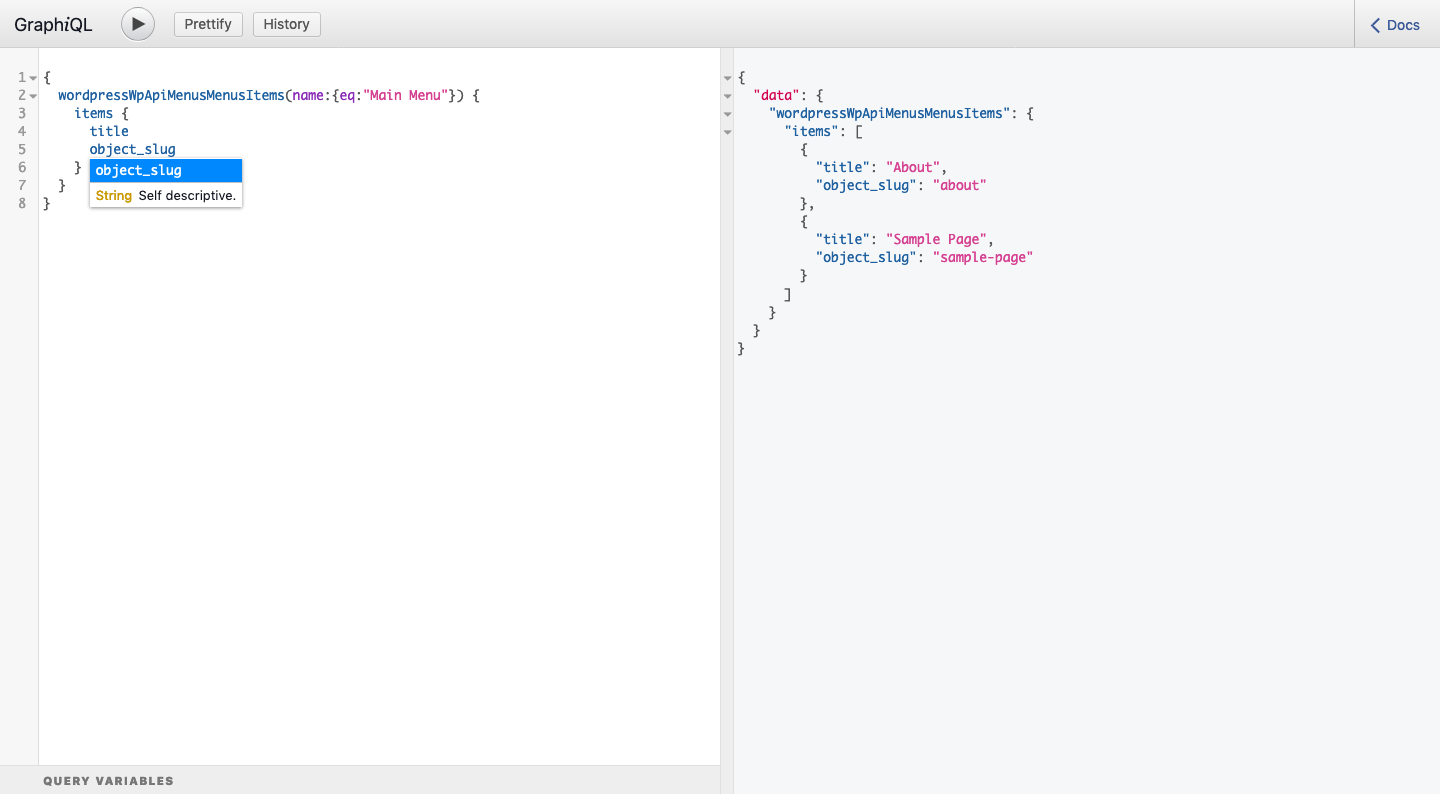 GraphiQL
Prettify
History
Docs
1 {
2 wordpressWpApiMenusMenusItems(name:{eq:"Main Menu"}) {
3 items {
4 title
5 object_slug
6 }
object_slug
7 }
String Self descriptive.
8 }
QUERY VARIABLES
{
"data": {
"wordpressWpApiMenusMenusItems": {
"items": [
{
"title": "About",
"object_slug": "about"
},
{
"title": "Sample Page",
"object_slug": "sample-page"
}
]
}
}
}